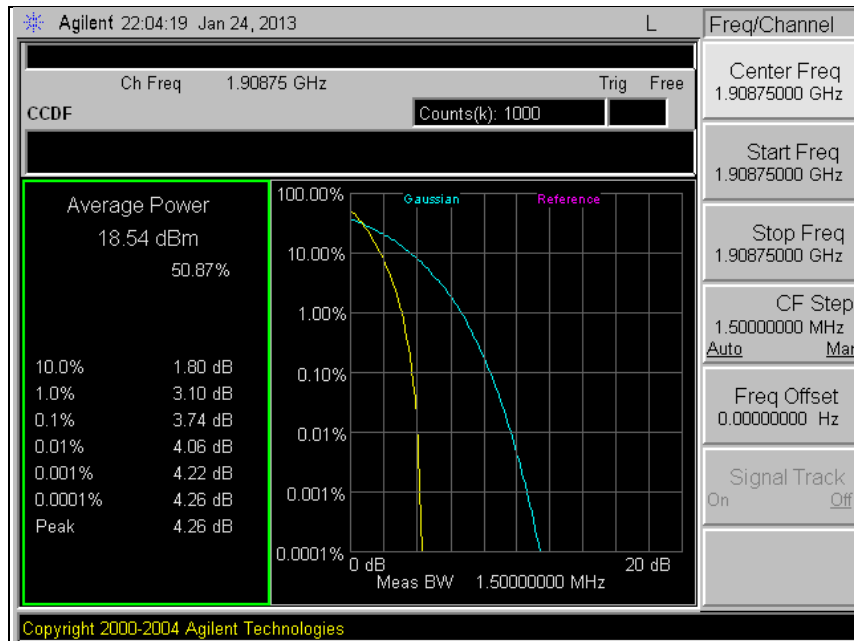 Agilent 22:04:19 Jan 24, 2013 L
Freq/Channel
Ch Freq 1.90875 GHz Trig Free
CCDF Counts(k): 1000
Average Power
18.54 dBm
50.87%
10.0% 1.80 dB
1.0% 3.10 dB
0.1% 3.74 dB
0.01% 4.06 dB
0.001% 4.22 dB
0.0001% 4.26 dB
Peak 4.26 dB
Gaussian Reference
100.00%
10.00%
1.00%
0.10%
0.01%
0.001%
0.0001%
0 dB 20 dB
Meas BW 1.50000000 MHz
Center Freq
1.90875000 GHz
Start Freq
1.90875000 GHz
Stop Freq
1.90875000 GHz
CF Step
1.50000000 MHz
Auto Mar
Freq Offset
0.00000000 Hz
Signal Track
On Off
Copyright 2000-2004 Agilent Technologies